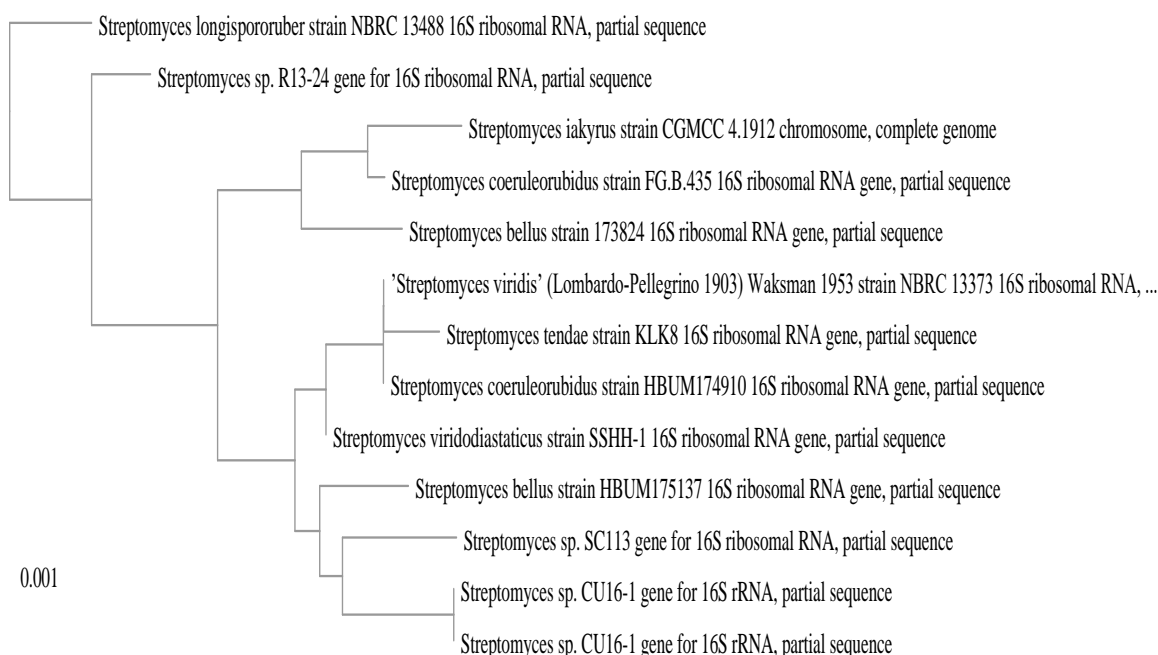 Streptomyces longispororuber strain NBRC 13488 16S ribosomal RNA, partial sequence
Streptomyces sp. R13-24 gene for 16S ribosomal RNA, partial sequence
Streptomyces iakyrus strain CGMCC 4.1912 chromosome, complete genome
Streptomyces coeruleorubidus strain FG.B.435 16S ribosomal RNA gene, partial sequence
Streptomyces bellus strain 173824 16S ribosomal RNA gene, partial sequence
'Streptomyces viridis' (Lombardo-Pellegrino 1903) Waksman 1953 strain NBRC 13373 16S ribosomal RNA, ...
Streptomyces tendae strain KLK8 16S ribosomal RNA gene, partial sequence
Streptomyces coeruleorubidus strain HBUM174910 16S ribosomal RNA gene, partial sequence
Streptomyces viridodiastaticus strain SSHH-1 16S ribosomal RNA gene, partial sequence
Streptomyces bellus strain HBUM175137 16S ribosomal RNA gene, partial sequence
Streptomyces sp. SC113 gene for 16S ribosomal RNA, partial sequence
0.001
Streptomyces sp. CU16-1 gene for 16S rRNA, partial sequence
Streptomyces sp. CU16-1 gene for 16S rRNA, partial sequence